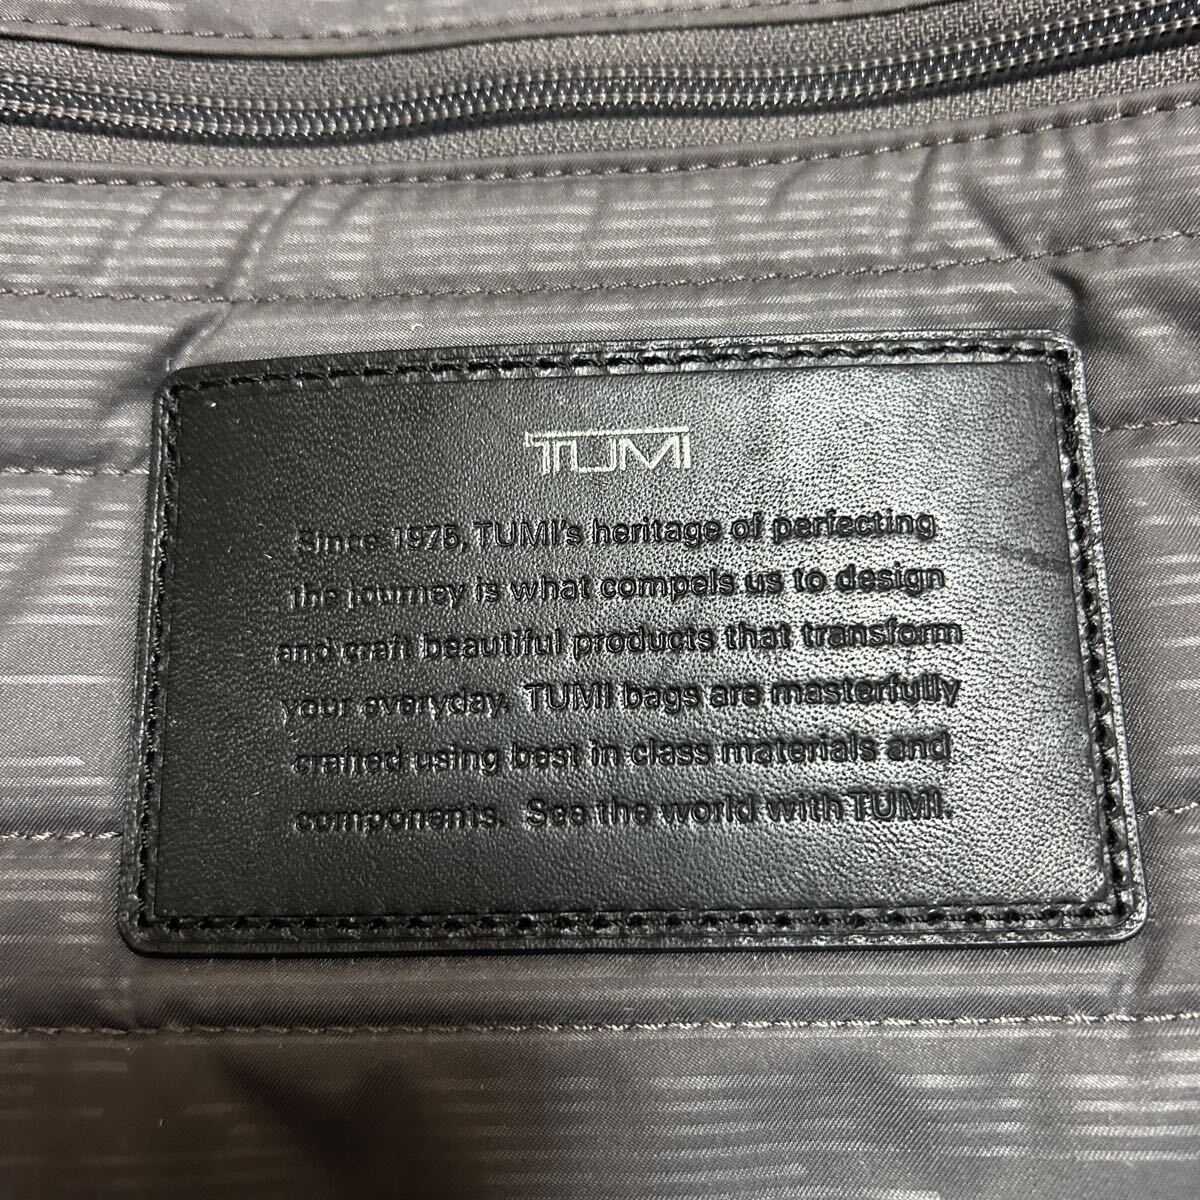 TUMI
Since 1975, TUMI's heritage of perfecting
the journey is what compels us to design
and craft beautiful products that transform
your everyday. TUMI bags are masterfully
crafted using best in class materials and
components. See the world with TUMI.